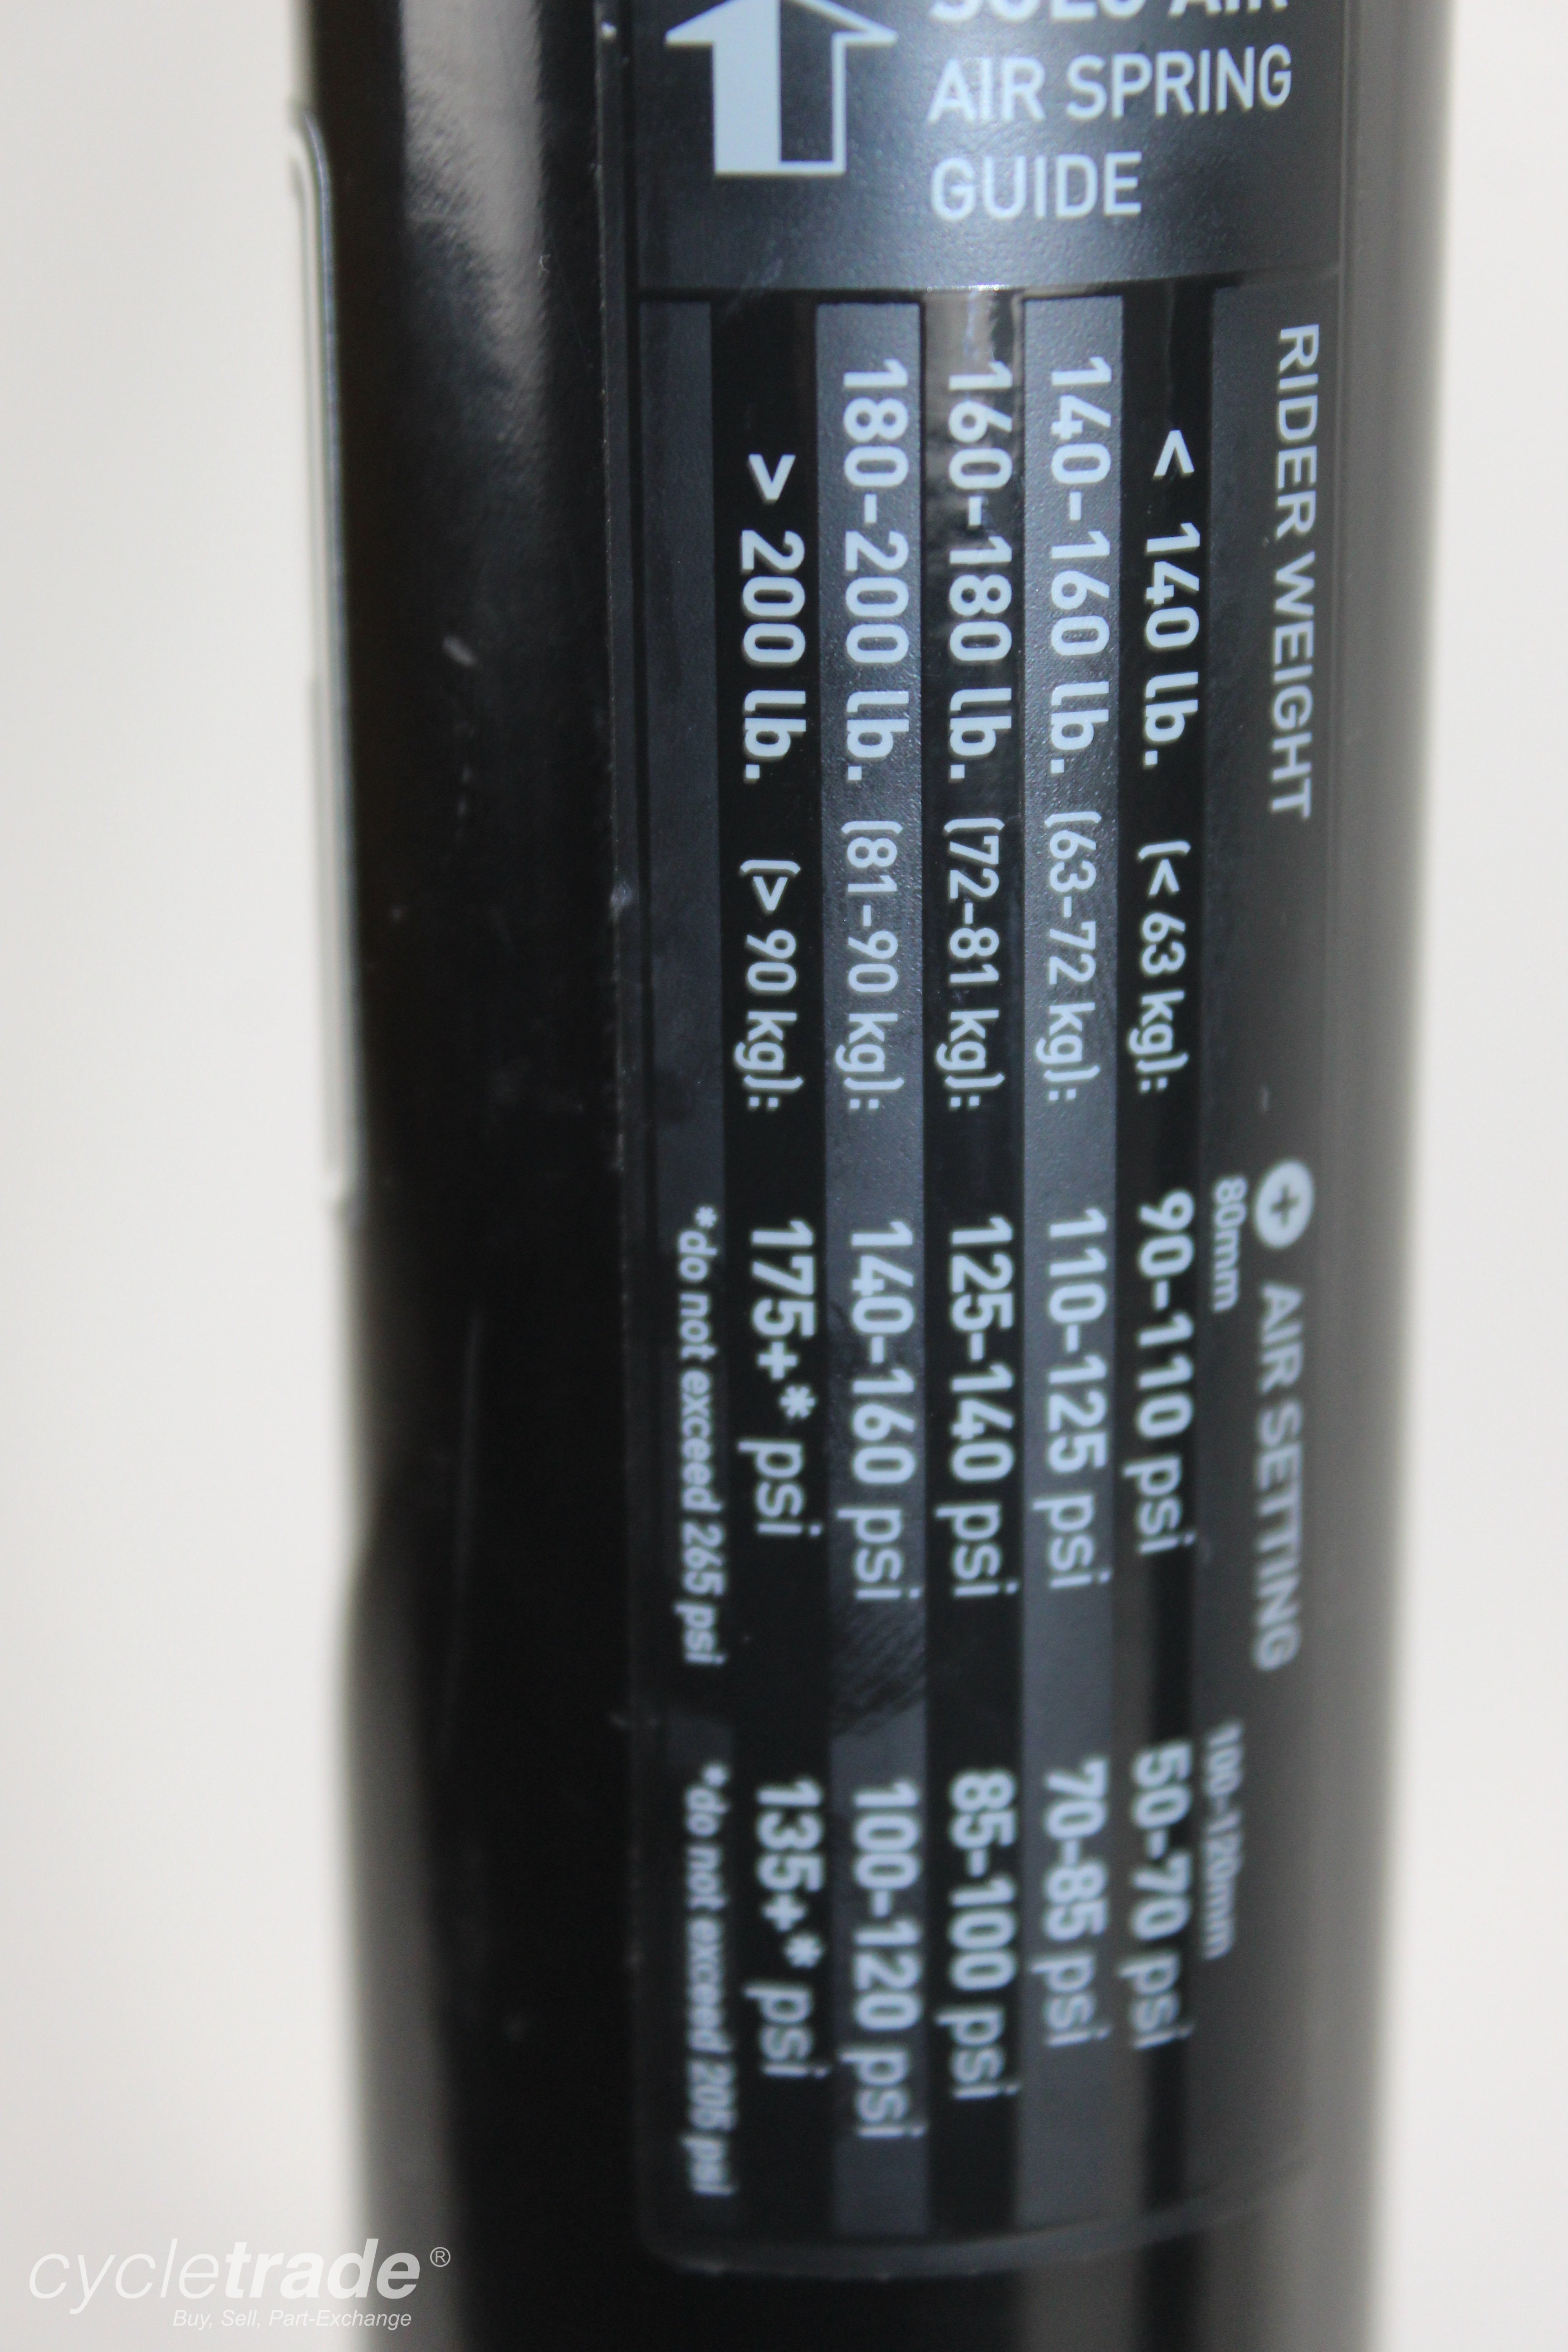 SOLO AIR
AIR SPRING
GUIDE
RIDER WEIGHT + AIR SETTING
80mm 100-120mm
< 140 lb. (< 63 kg): 90-110 psi 50-70 psi
140-160 lb. (63-72 kg): 110-125 psi 70-85 psi
160-180 lb. (72-81 kg): 125-140 psi 85-100 psi
180-200 lb. (81-90 kg): 140-160 psi 100-120 psi
> 200 lb. (> 90 kg): 175+* psi 135+* psi
*do not exceed 265 psi *do not exceed 205 psi
cycletrade®
Buy, Sell, Part-Exchange